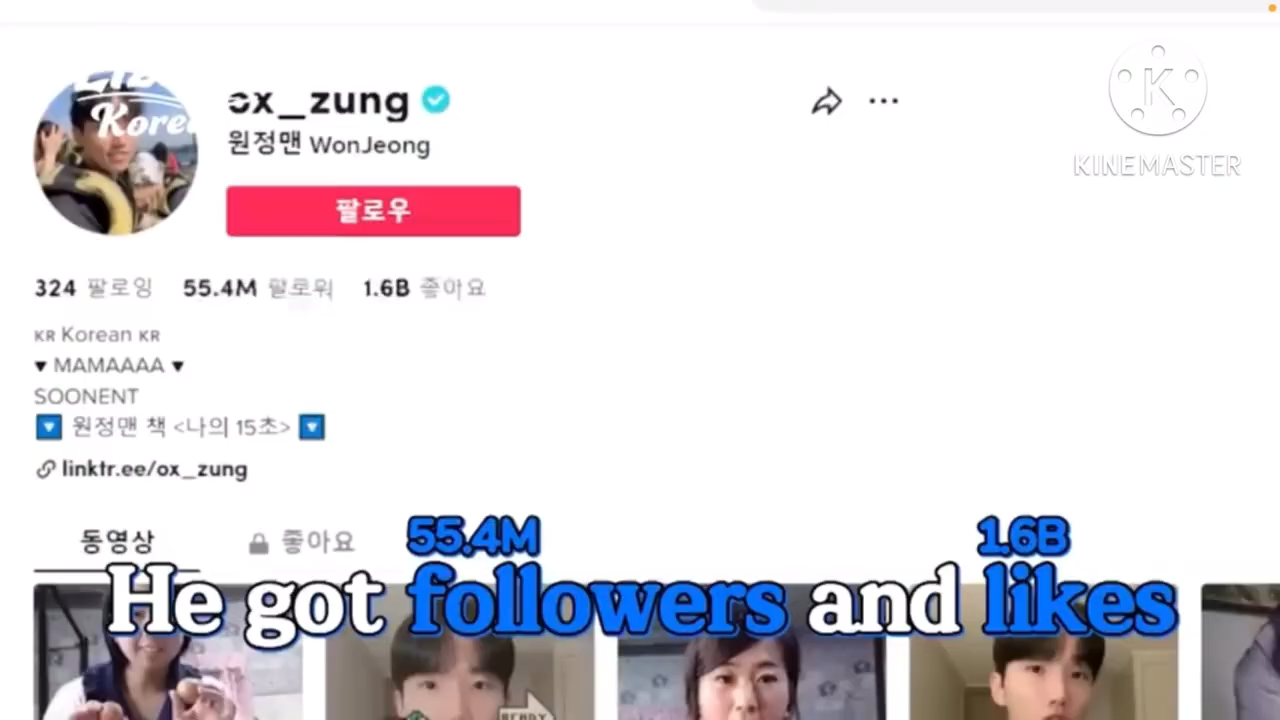 Korea
ox_zung
원정맨 WonJeong
팔로우
324 팔로잉 55.4M 팔로워 1.6B 좋아요
KR Korean KR
▼ MAMAAAA ▼
SOONENT
원정맨 책 <나의 15초>
linktr.ee/ox_zung
동영상 좋아요
55.4M 1.6B
He got followers and likes
READY
K
KINEMASTER